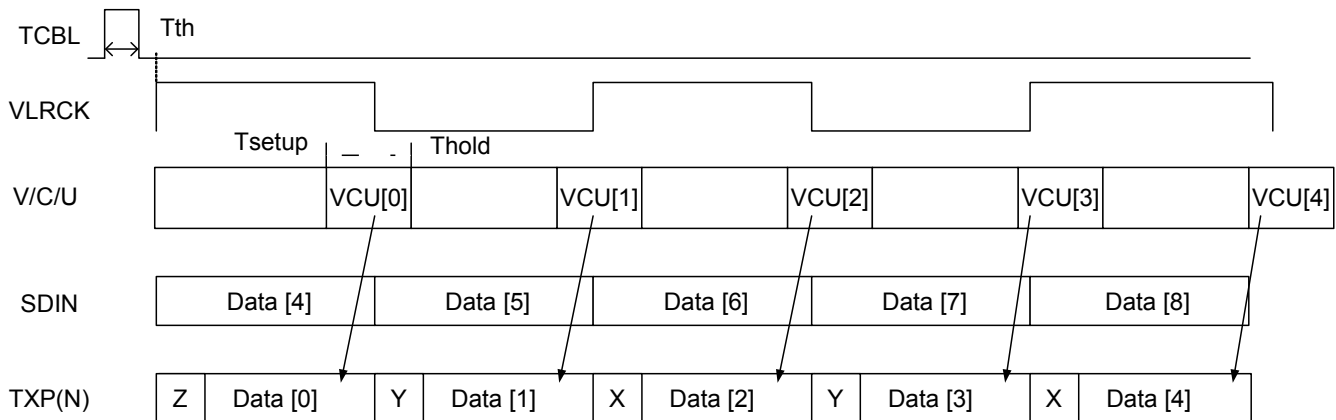 TCBL Tth
VLRCK
Tsetup Thold
V/C/U VCU[0] VCU[1] VCU[2] VCU[3] VCU[4]
SDIN Data [4] Data [5] Data [6] Data [7] Data [8]
TXP(N) Z Data [0] Y Data [1] X Data [2] Y Data [3] X Data [4]